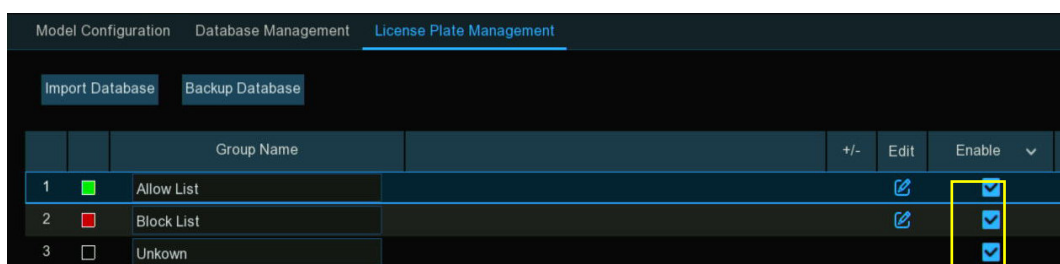 Model Configuration Database Management License Plate Management
Import Database Backup Database
Group Name +/- Edit Enable
1 Allow List
2 Block List
3 Unkown